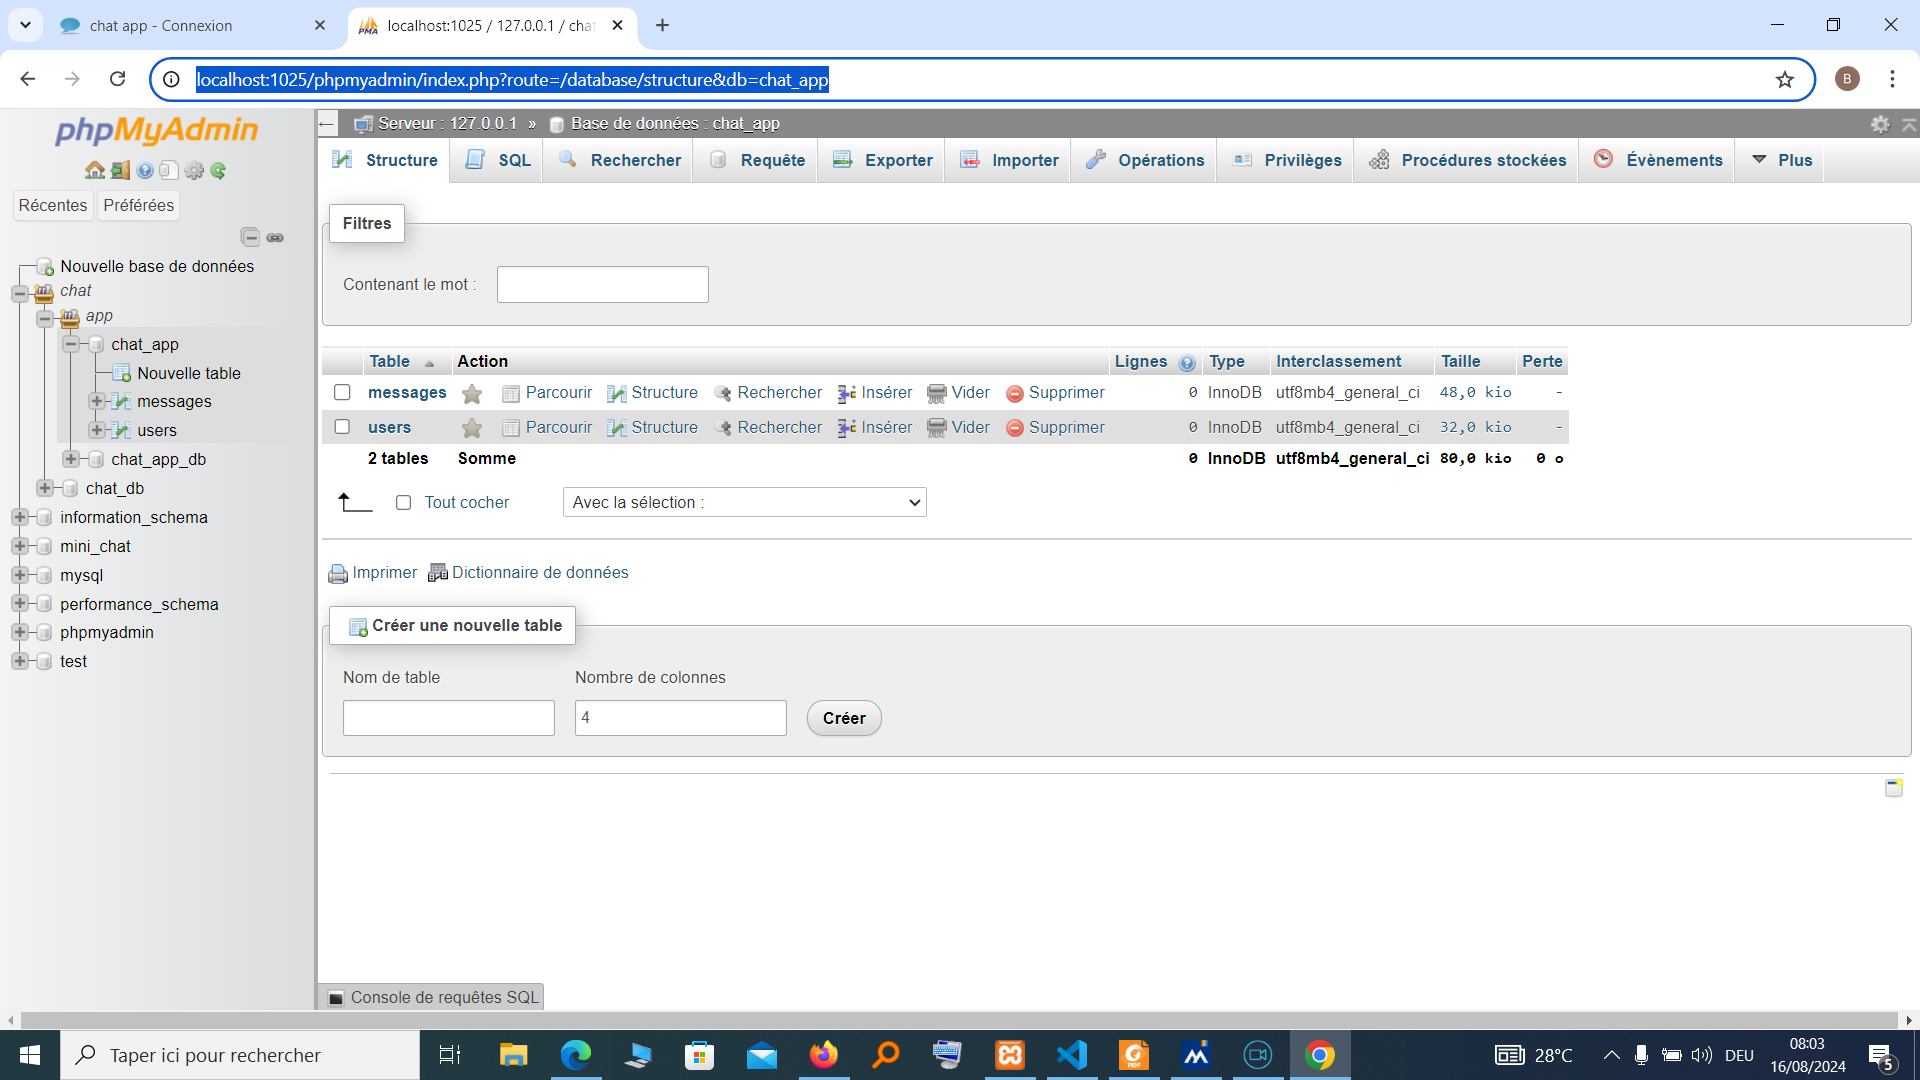 chat app - Connexion
localhost:1025 / 127.0.0.1 / chat
localhost:1025/phpmyadmin/index.php?route=/database/structure&db=chat_app
B
phpMyAdmin
Récentes Préférées
Nouvelle base de données
chat
app
chat_app
Nouvelle table
messages
users
chat_app_db
chat_db
information_schema
mini_chat
mysql
performance_schema
phpmyadmin
test
Serveur : 127.0.0.1 » Base de données : chat_app
Structure SQL Rechercher Requête Exporter Importer Opérations Privilèges Procédures stockées Évènements Plus
Filtres
Contenant le mot :
Table Action Lignes Type Interclassement Taille Perte
messages Parcourir Structure Rechercher Insérer Vider Supprimer 0 InnoDB utf8mb4_general_ci 48,0 kio -
users Parcourir Structure Rechercher Insérer Vider Supprimer 0 InnoDB utf8mb4_general_ci 32,0 kio -
2 tables Somme 0 InnoDB utf8mb4_general_ci 80,0 kio 0 o
Tout cocher Avec la sélection :
Imprimer Dictionnaire de données
Créer une nouvelle table
Nom de table Nombre de colonnes
4 Créer
Console de requêtes SQL
Taper ici pour rechercher
28°C DEU
08:03
16/08/2024
5